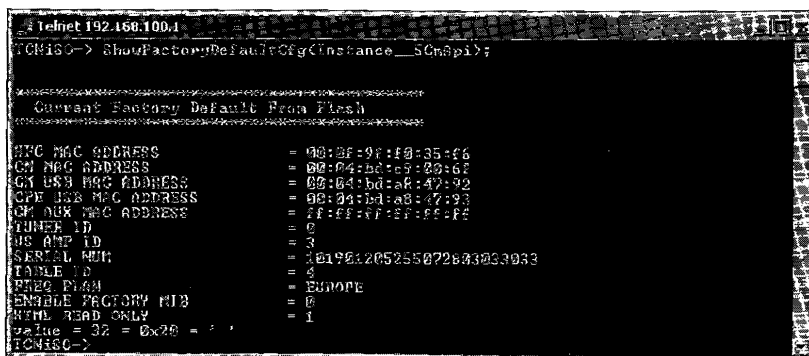 Telnet 192.168.100.1
TCNiSO-> ShowFactoryDefaultCfg(Instance__SCmApi);
Current Factory Default From Flash
HFC MAC ADDRESS = 00:0f:9f:f0:35:f6
CM MAC ADDRESS = 00:04:bd:c9:00:6f
CM USB MAC ADDRESS = 00:04:bd:a8:47:92
CPE USB MAC ADDRESS = 00:04:bd:a8:47:93
CM AUX MAC ADDRESS = ff:ff:ff:ff:ff:ff
TUNER ID = 0
US AMP ID = 3
SERIAL NUM = 101901205255072803033033
TABLE ID = 4
FREQ PLAN = EUROPE
ENABLE FACTORY MIB = 0
HTML READ ONLY = 1
value = 32 = 0x20 = ' '
TCNiSO->